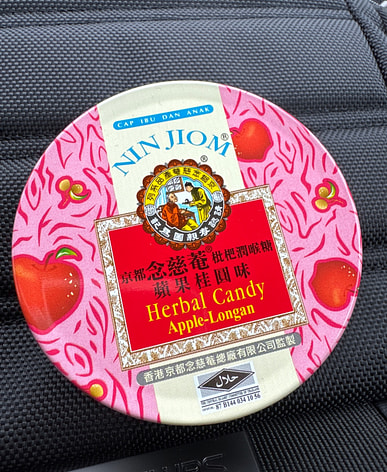 CAP IBU DAN ANAK
NIN JIOM®
®
京都念慈菴®枇杷潤喉糖
蘋果桂圓味
Herbal Candy
Apple-Longan
香港京都念慈菴總廠有限公司監製
حلال